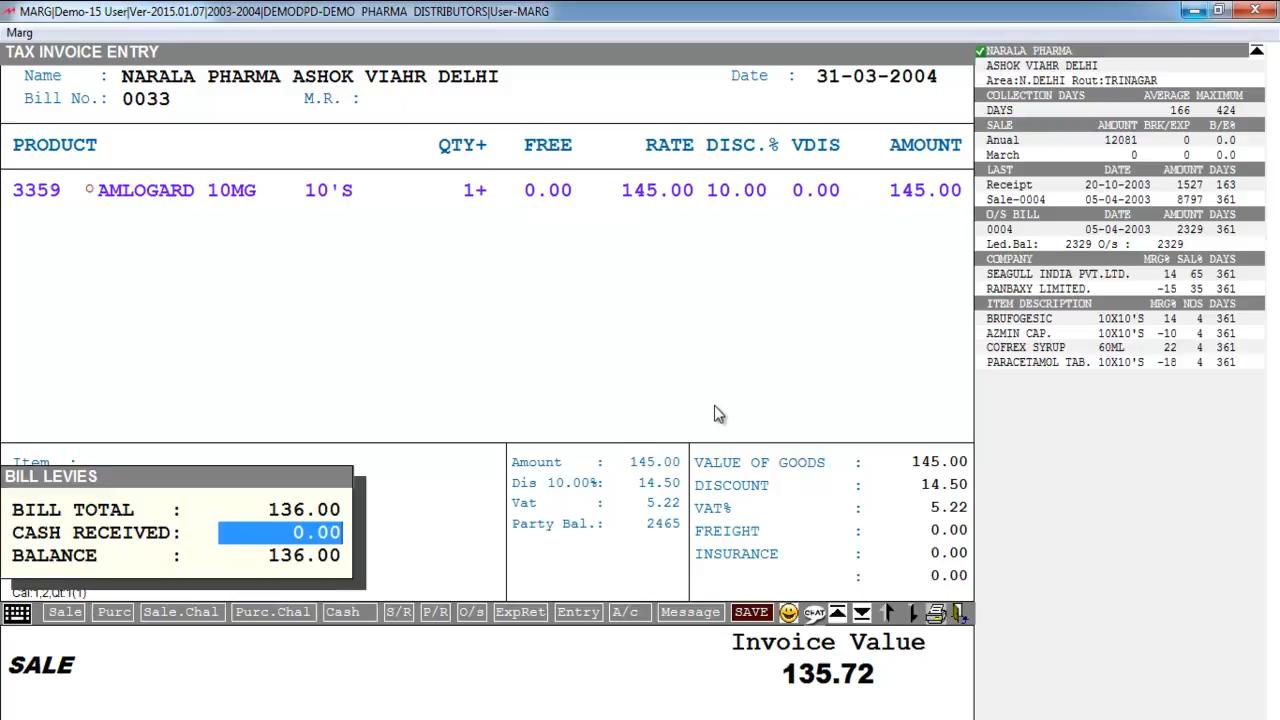 MARG|Demo-15 User|Ver-2015.01.07|2003-2004|DEMODPD-DEMO PHARMA DISTRIBUTORS|User-MARG
Marg
TAX INVOICE ENTRY
Name : NARALA PHARMA ASHOK VIAHR DELHI Date : 31-03-2004
Bill No.: 0033 M.R. :
PRODUCT QTY+ FREE RATE DISC.% VDIS AMOUNT
3359 AMLOGARD 10MG 10'S 1+ 0.00 145.00 10.00 0.00 145.00
Item :
BILL LEVIES
BILL TOTAL : 136.00
CASH RECEIVED: 0.00
BALANCE : 136.00
Cal:1,2,Qt:1(1)
Amount : 145.00
Dis 10.00%: 14.50
Vat : 5.22
Party Bal.: 2465
VALUE OF GOODS : 145.00
DISCOUNT : 14.50
VAT% : 5.22
FREIGHT : 0.00
INSURANCE : 0.00
: 0.00
Sale Purc Sale.Chal Purc.Chal Cash S/R P/R O/s ExpRet Entry A/c Message SAVE CHAT
SALE
Invoice Value
135.72
NARALA PHARMA
ASHOK VIAHR DELHI
Area:N.DELHI Rout:TRINAGAR
COLLECTION DAYS AVERAGE MAXIMUM
DAYS 166 424
SALE AMOUNT BRK/EXP B/E%
Anual 12081 0 0.0
March 0 0 0.0
LAST DATE AMOUNT DAYS
Receipt 20-10-2003 1527 163
Sale-0004 05-04-2003 8797 361
O/S BILL DATE AMOUNT DAYS
0004 05-04-2003 2329 361
Led.Bal: 2329 O/s : 2329
COMPANY MRG% SAL% DAYS
SEAGULL INDIA PVT.LTD. 14 65 361
RANBAXY LIMITED. -15 35 361
ITEM DESCRIPTION MRG% NOS DAYS
BRUFOGESIC 10X10'S 14 4 361
AZMIN CAP. 10X10'S -10 4 361
COFREX SYRUP 60ML 22 4 361
PARACETAMOL TAB. 10X10'S -18 4 361